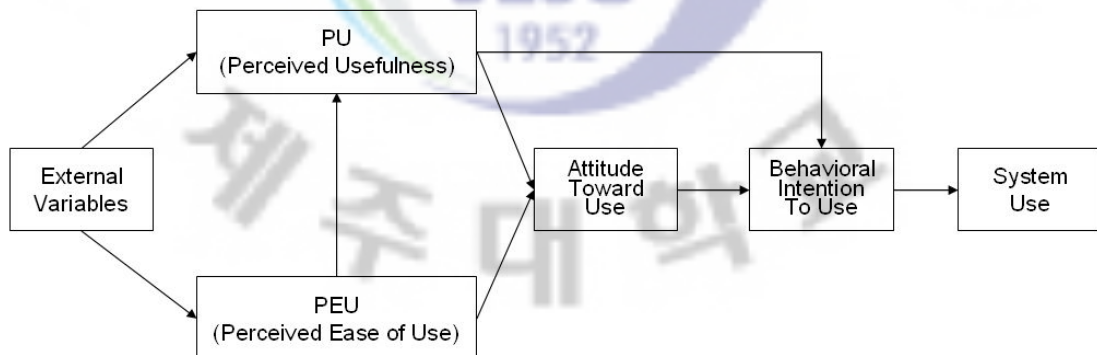 1952
PU
(Perceived Usefulness)
제주대학교
External
Variables
Attitude
Toward
Use
Behavioral
Intention
To Use
System
Use
PEU
(Perceived Ease of Use)